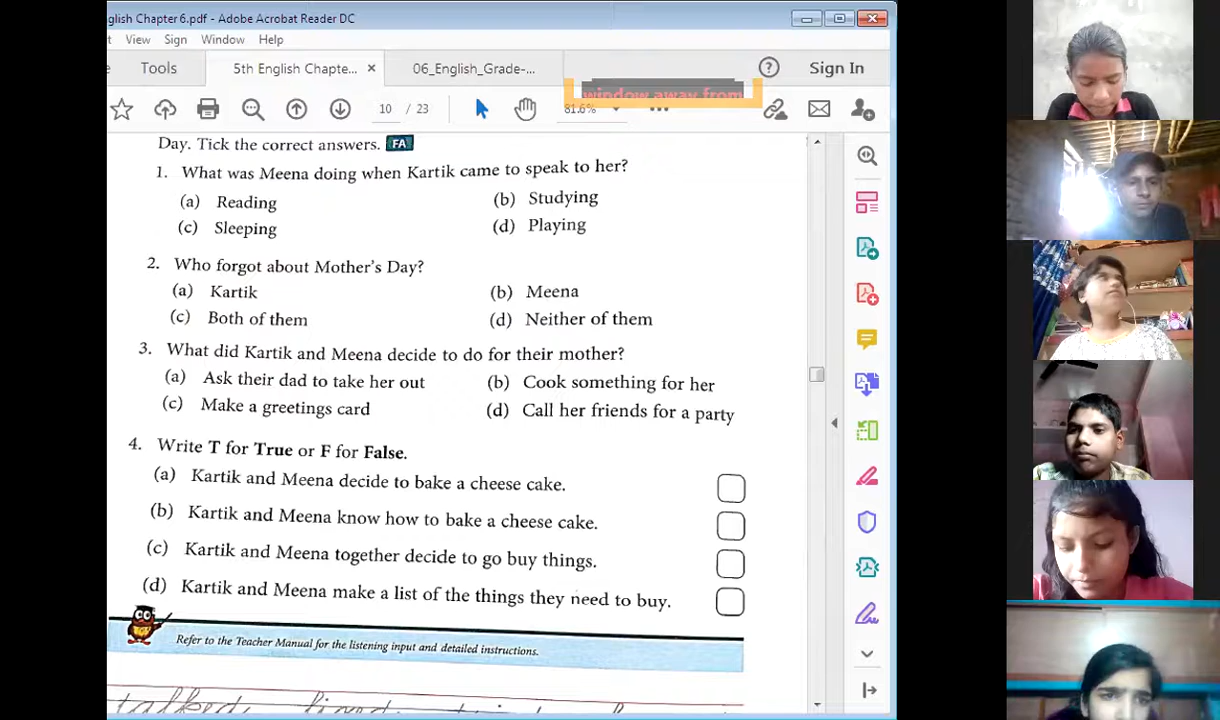 glish Chapter 6.pdf - Adobe Acrobat Reader DC
t View Sign Window Help
e Tools 5th English Chapte... × 06_English_Grade-... ? Sign In
window away from
10 / 23 81.6%
Day. Tick the correct answers. FA
1. What was Meena doing when Kartik came to speak to her?
(a) Reading (b) Studying
(c) Sleeping (d) Playing
2. Who forgot about Mother's Day?
(a) Kartik (b) Meena
(c) Both of them (d) Neither of them
3. What did Kartik and Meena decide to do for their mother?
(a) Ask their dad to take her out (b) Cook something for her
(c) Make a greetings card (d) Call her friends for a party
4. Write T for True or F for False.
(a) Kartik and Meena decide to bake a cheese cake.
(b) Kartik and Meena know how to bake a cheese cake.
(c) Kartik and Meena together decide to go buy things.
(d) Kartik and Meena make a list of the things they need to buy.
Refer to the Teacher Manual for the listening input and detailed instructions.
talked